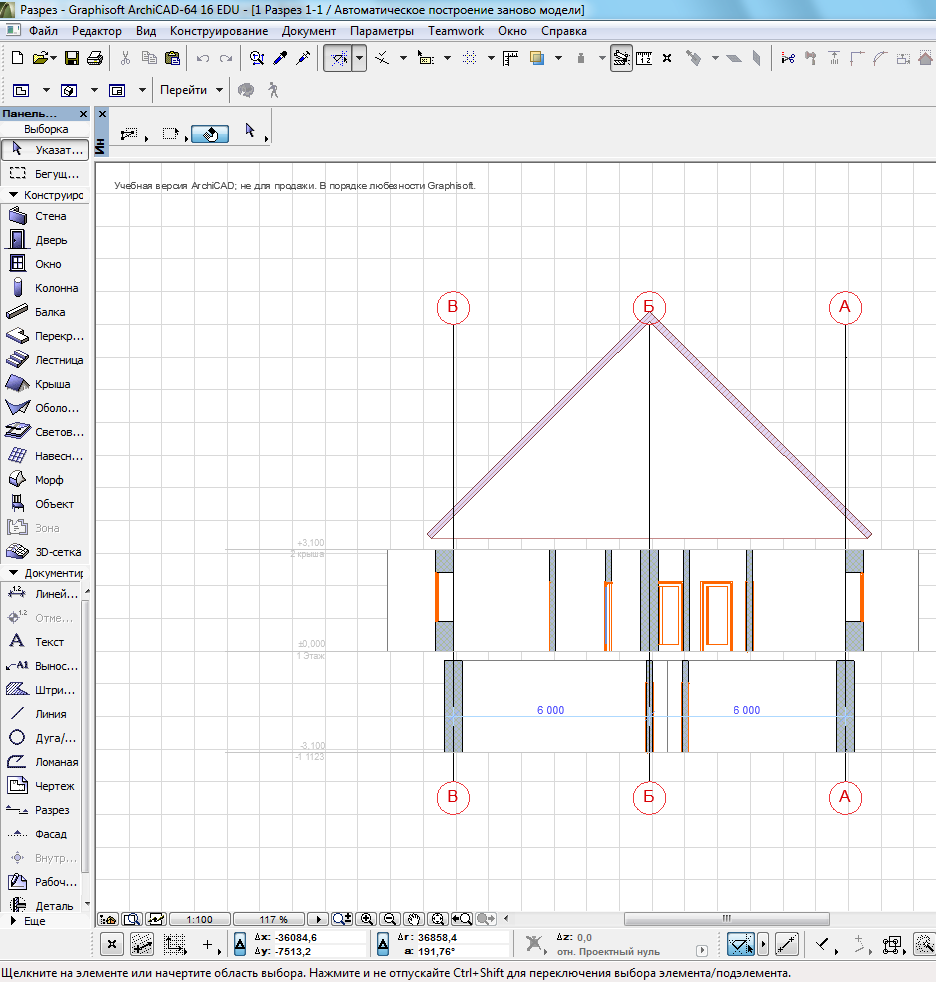 Разрез - Graphisoft ArchiCAD-64 16 EDU - [1 Разрез 1-1 / Автоматическое построение заново модели]
Файл Редактор Вид Конструирование Документ Параметры Teamwork Окно Справка
Перейти
Панель...
Выборка
Ин
Указат...
Бегущ...
Конструирс
Стена
Дверь
Окно
Колонна
Балка
Перекр...
Лестница
Крыша
Оболо...
Светов...
Навесн...
Морф
Объект
Зона
3D-сетка
Документир
Линей...
Отме...
Текст
Вынос...
Штри...
Линия
Дуга/...
Ломаная
Чертеж
Разрез
Фасад
Внутр...
Рабоч...
Деталь
Еще
Учебная версия ArchiCAD; не для продажи. В порядке любезности Graphisoft.
В Б А
+3,100
2 крыша
±0,000
1 Этаж
6 000 6 000
-3,100
-1 1123
В Б А
1:100 117 %
Δx: -36084,6 Δr: 36858,4 Δz: 0,0
Δy: -7513,2 a: 191,76° отн. Проектный нуль
Щелкните на элементе или начертите область выбора. Нажмите и не отпускайте Ctrl+Shift для переключения выбора элемента/подэлемента.